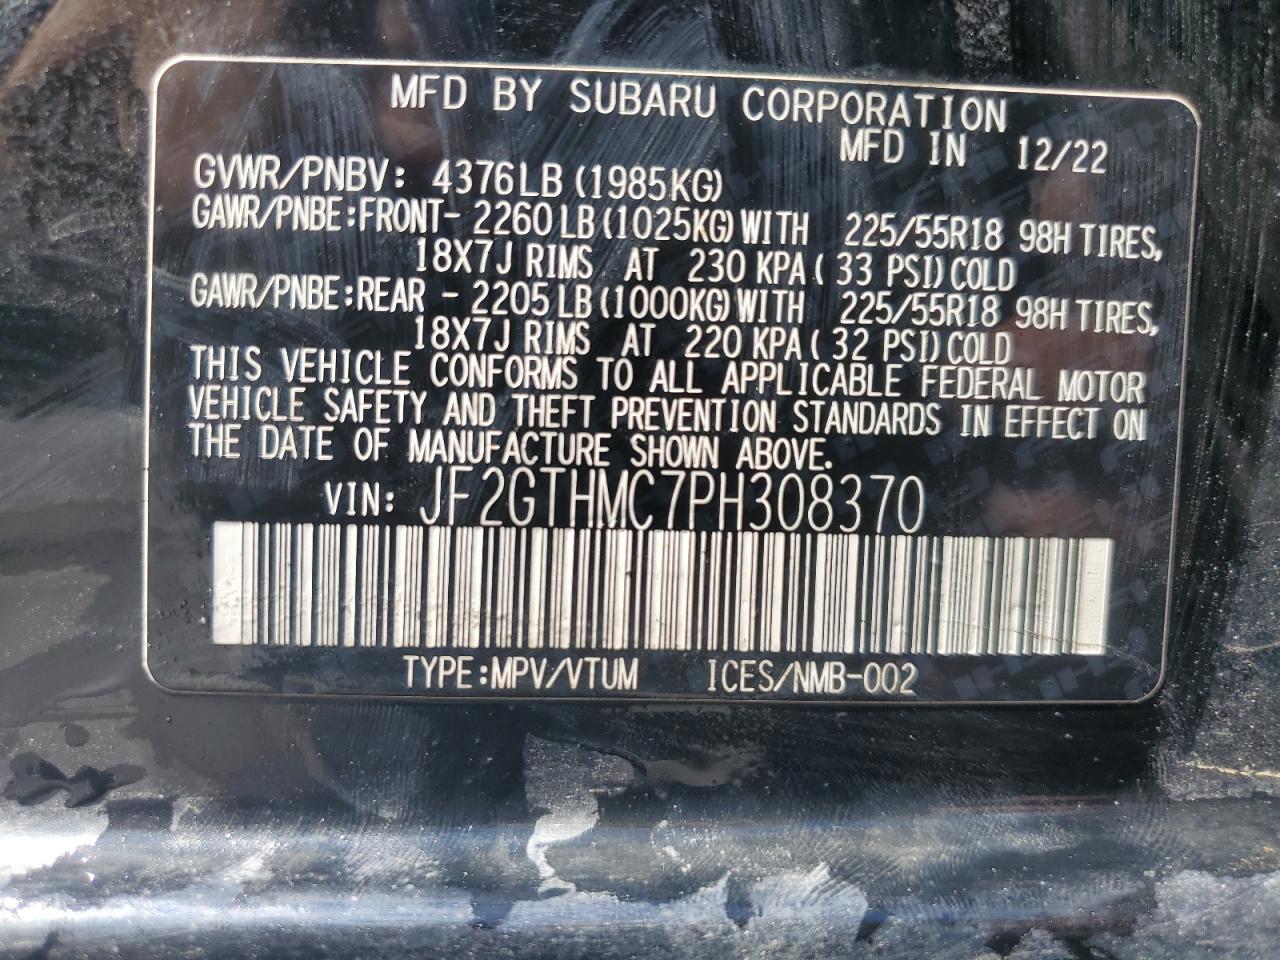 MFD BY SUBARU CORPORATION
MFD IN 12/22
GVWR/PNBV: 4376LB (1985KG)
GAWR/PNBE:FRONT- 2260 LB (1025KG) WITH 225/55R18 98H TIRES,
18X7J RIMS AT 230 KPA ( 33 PSI) COLD
GAWR/PNBE:REAR - 2205 LB (1000KG) WITH 225/55R18 98H TIRES,
18X7J RIMS AT 220 KPA ( 32 PSI) COLD
THIS VEHICLE CONFORMS TO ALL APPLICABLE FEDERAL MOTOR
VEHICLE SAFETY AND THEFT PREVENTION STANDARDS IN EFFECT ON
THE DATE OF MANUFACTURE SHOWN ABOVE.
VIN: JF2GTHMC7PH308370
TYPE:MPV/VTUM ICES/NMB-002